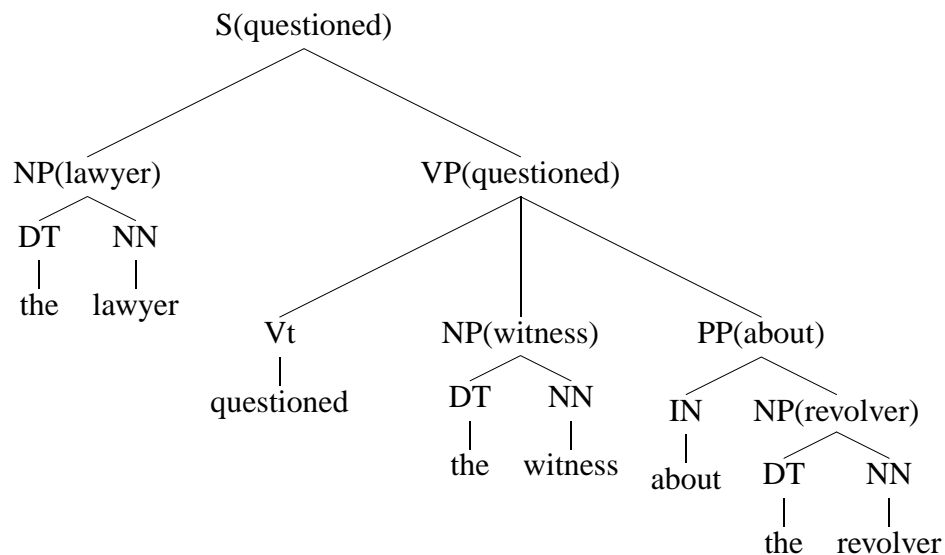 S(questioned)
NP(lawyer) VP(questioned)
DT NN
the lawyer
Vt NP(witness) PP(about)
questioned DT NN IN NP(revolver)
the witness about DT NN
the revolver